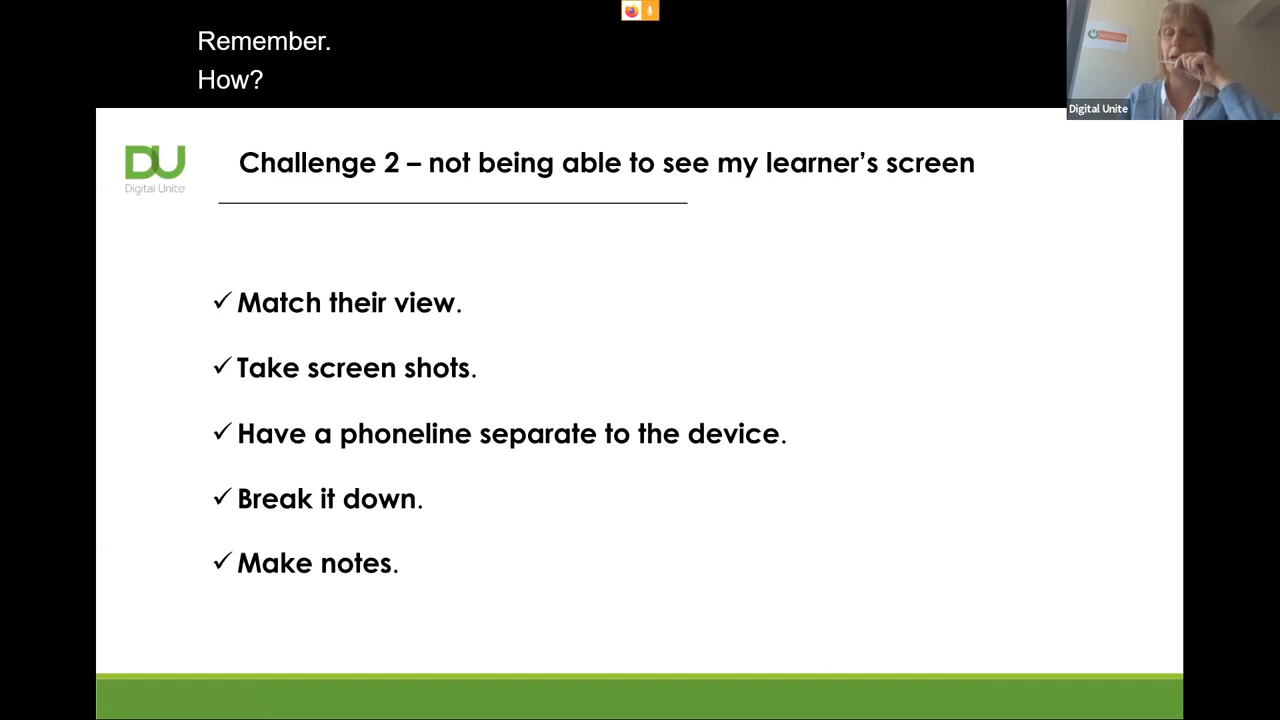 Remember.
How?
Digital Unite
DU
Digital Unite
Challenge 2 – not being able to see my learner’s screen
✓ Match their view.
✓ Take screen shots.
✓ Have a phoneline separate to the device.
✓ Break it down.
✓ Make notes.